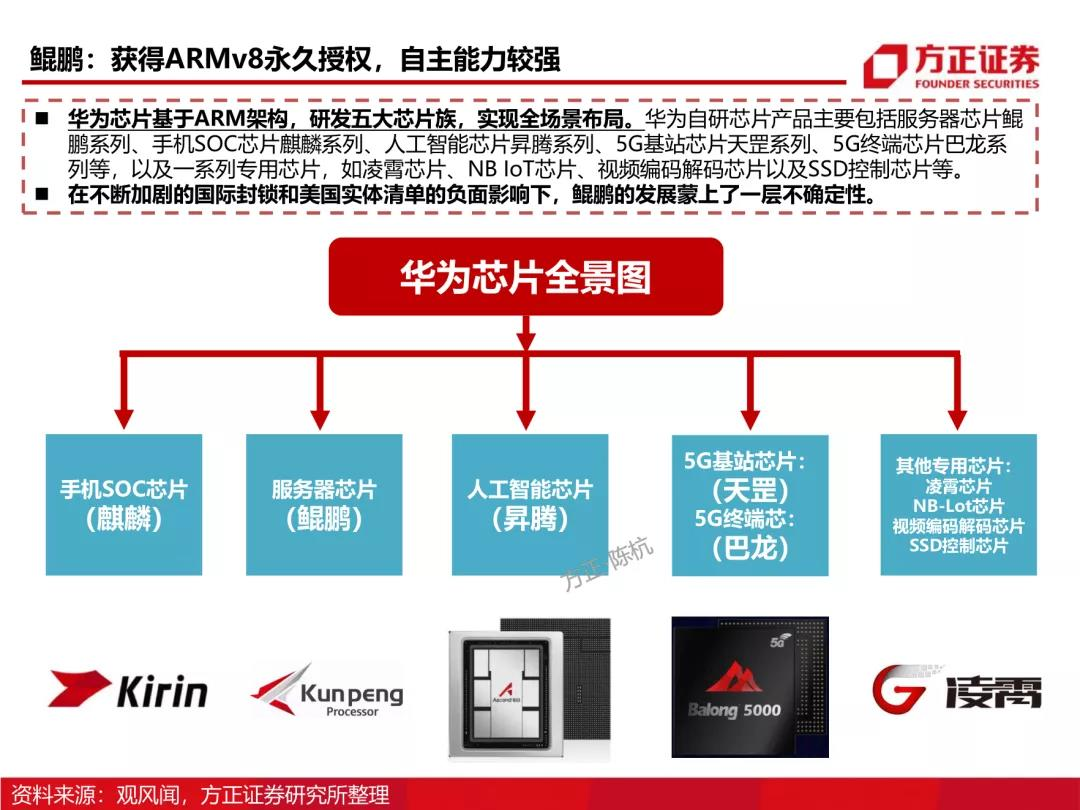 鲲鹏：获得ARMv8永久授权，自主能力较强
方正证券
FOUNDER SECURITIES
■ 华为芯片基于ARM架构，研发五大芯片族，实现全场景布局。华为自研芯片产品主要包括服务器芯片鲲
鹏系列、手机SOC芯片麒麟系列、人工智能芯片昇腾系列、5G基站芯片天罡系列、5G终端芯片巴龙系
列等，以及一系列专用芯片，如凌霄芯片、NB IoT芯片、视频编码解码芯片以及SSD控制芯片等。
■ 在不断加剧的国际封锁和美国实体清单的负面影响下，鲲鹏的发展蒙上了一层不确定性。
华为芯片全景图
手机SOC芯片
（麒麟）
服务器芯片
（鲲鹏）
人工智能芯片
（昇腾）
5G基站芯片：
（天罡）
5G终端芯：
（巴龙）
其他专用芯片：
凌霄芯片
NB-Lot芯片
视频编码解码芯片
SSD控制芯片
方正·陈杭
Kirin
Kunpeng
Processor
Ascend 910
5G
Balong 5000
凌霄
资料来源：观风闻，方正证券研究所整理